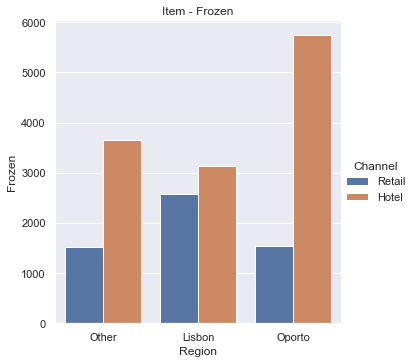 Item - Frozen
6000
5000
4000
3000
2000
1000
0
Frozen
Other Lisbon Oporto
Region
Channel
Retail
Hotel